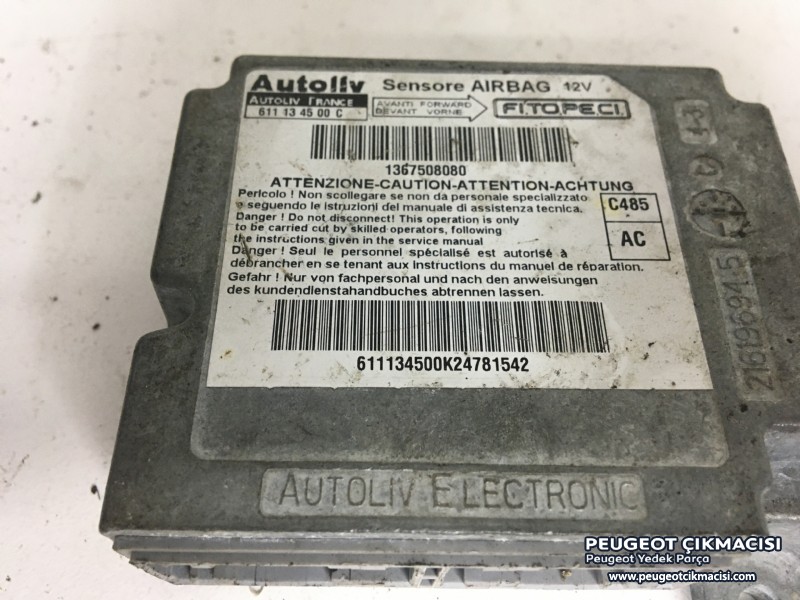 Autoliv Sensore AIRBAG 12V
AUTOLIV FRANCE
611 13 45 00 C
AVANTI FORWARD
DEVANT VORNE
F.I.TO.PE.C.I.
1367508080
ATTENZIONE-CAUTION-ATTENTION-ACHTUNG
Pericolo ! Non scollegare se non da personale specializzato
o seguendo le istruzioni del manuale di assistenza tecnica.
Danger ! Do not disconnect! This operation is only
to be carried cut by skilled operators, following
the instructions given in the service manual
Danger ! Seul le personnel spécialisé est autorisé à
débrancher en se tenant aux instructions du manuel de réparation.
Gefahr ! Nur von fachpersonal und nach den anweisungen
des kundendienstahandbuches abtrennen lassen.
C485
AC
611134500K24781542
216196945
AUTOLIV ELECTRONIC
PEUGEOT ÇIKMACISI
Peugeot Yedek Parça
www.peugeotcikmacisi.com